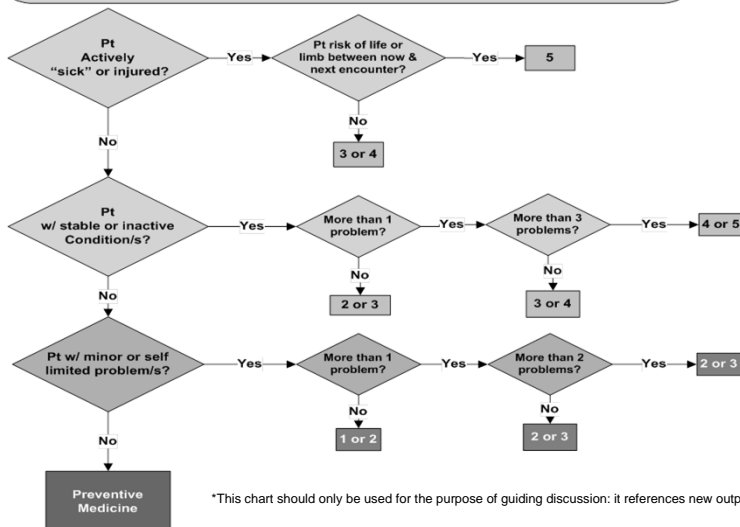 Pt
Actively
“sick” or injured?
Yes
Pt risk of life or
limb between now &
next encounter?
Yes
5
No
No
3 or 4
Pt
w/ stable or inactive
Condition/s?
Yes
More than 1
problem?
Yes
More than 3
problems?
Yes
4 or 5
No
No
No
2 or 3
3 or 4
Pt w/ minor or self
limited problem/s?
Yes
More than 1
problem?
Yes
More than 2
problems?
Yes
2 or 3
No
No
No
1 or 2
2 or 3
Preventive
Medicine
*This chart should only be used for the purpose of guiding discussion: it references new